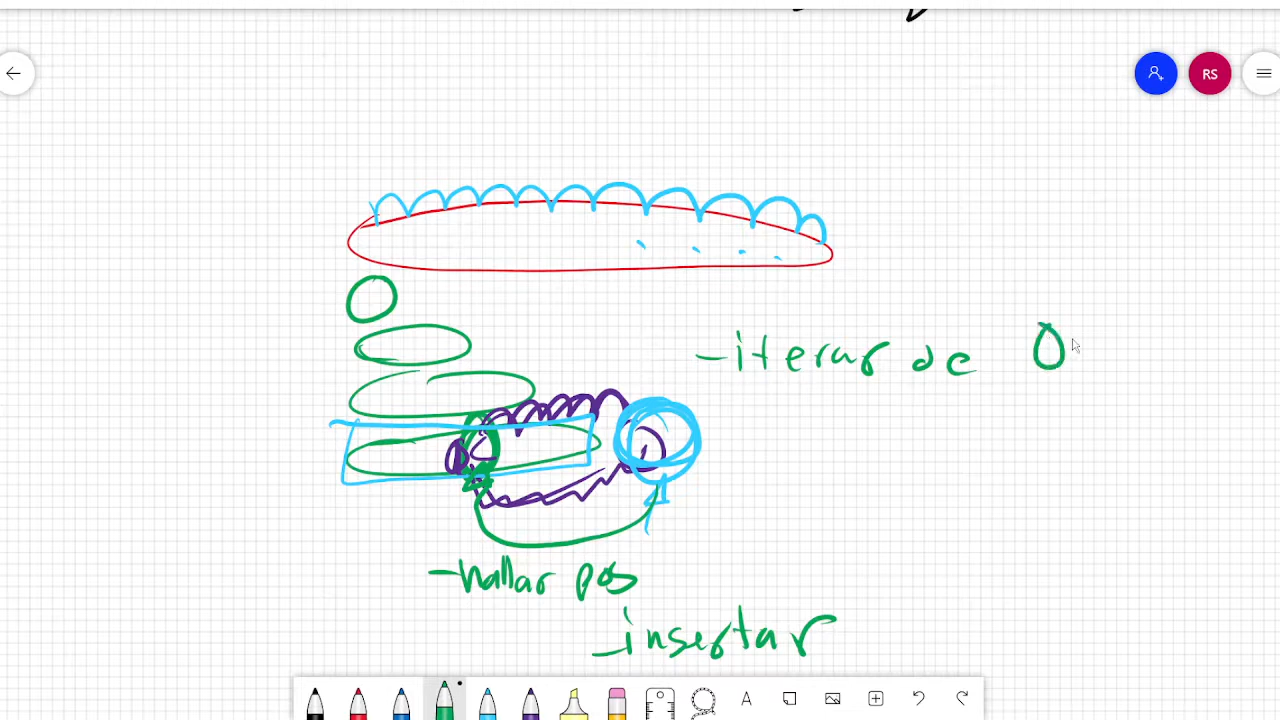 RS
-iterar de 0
-hallar pos
-insertar
A